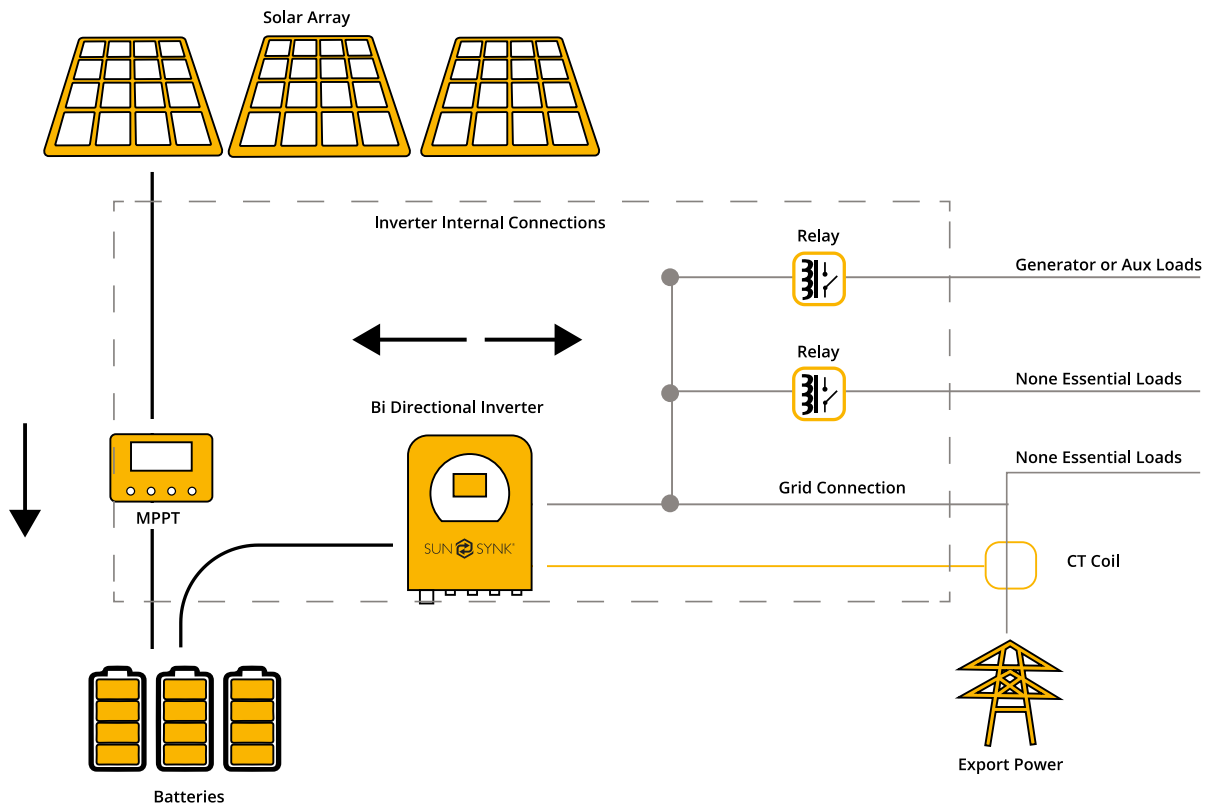 Solar Array
Inverter Internal Connections
Relay
Generator or Aux Loads
Relay
None Essential Loads
Bi Directional Inverter
None Essential Loads
Grid Connection
MPPT
SUN SYNK
CT Coil
Export Power
Batteries